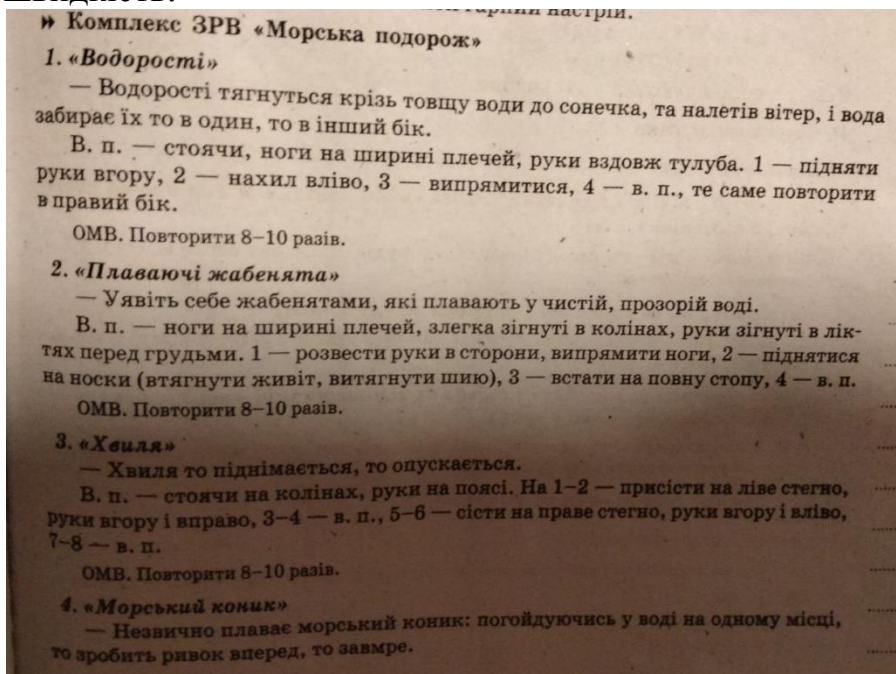 гарний настрій.
» Комплекс ЗРВ «Морська подорож»
1. «Водорості»
— Водорості тягнуться крізь товщу води до сонечка, та налетів вітер, і вода
забирає їх то в один, то в інший бік.
В. п. — стоячи, ноги на ширині плечей, руки вздовж тулуба. 1 — підняти
руки вгору, 2 — нахил вліво, 3 — випрямитися, 4 — в. п., те саме повторити
в правий бік.
ОМВ. Повторити 8–10 разів.
2. «Плаваючі жабенята»
— Уявіть себе жабенятами, які плавають у чистій, прозорій воді.
В. п. — ноги на ширині плечей, злегка зігнуті в колінах, руки зігнуті в лік-
тях перед грудьми. 1 — розвести руки в сторони, випрямити ноги, 2 — піднятися
на носки (втягнути живіт, витягнути шию), 3 — встати на повну стопу, 4 — в. п.
ОМВ. Повторити 8–10 разів.
3. «Хвиля»
— Хвиля то піднімається, то опускається.
В. п. — стоячи на колінах, руки на поясі. На 1–2 — присісти на ліве стегно,
руки вгору і вправо, 3–4 — в. п., 5–6 — сісти на праве стегно, руки вгору і вліво,
7–8 — в. п.
ОМВ. Повторити 8–10 разів.
4. «Морський коник»
— Незвично плаває морський коник: погойдуючись у воді на одному місці,
то зробить ривок вперед, то завмре.